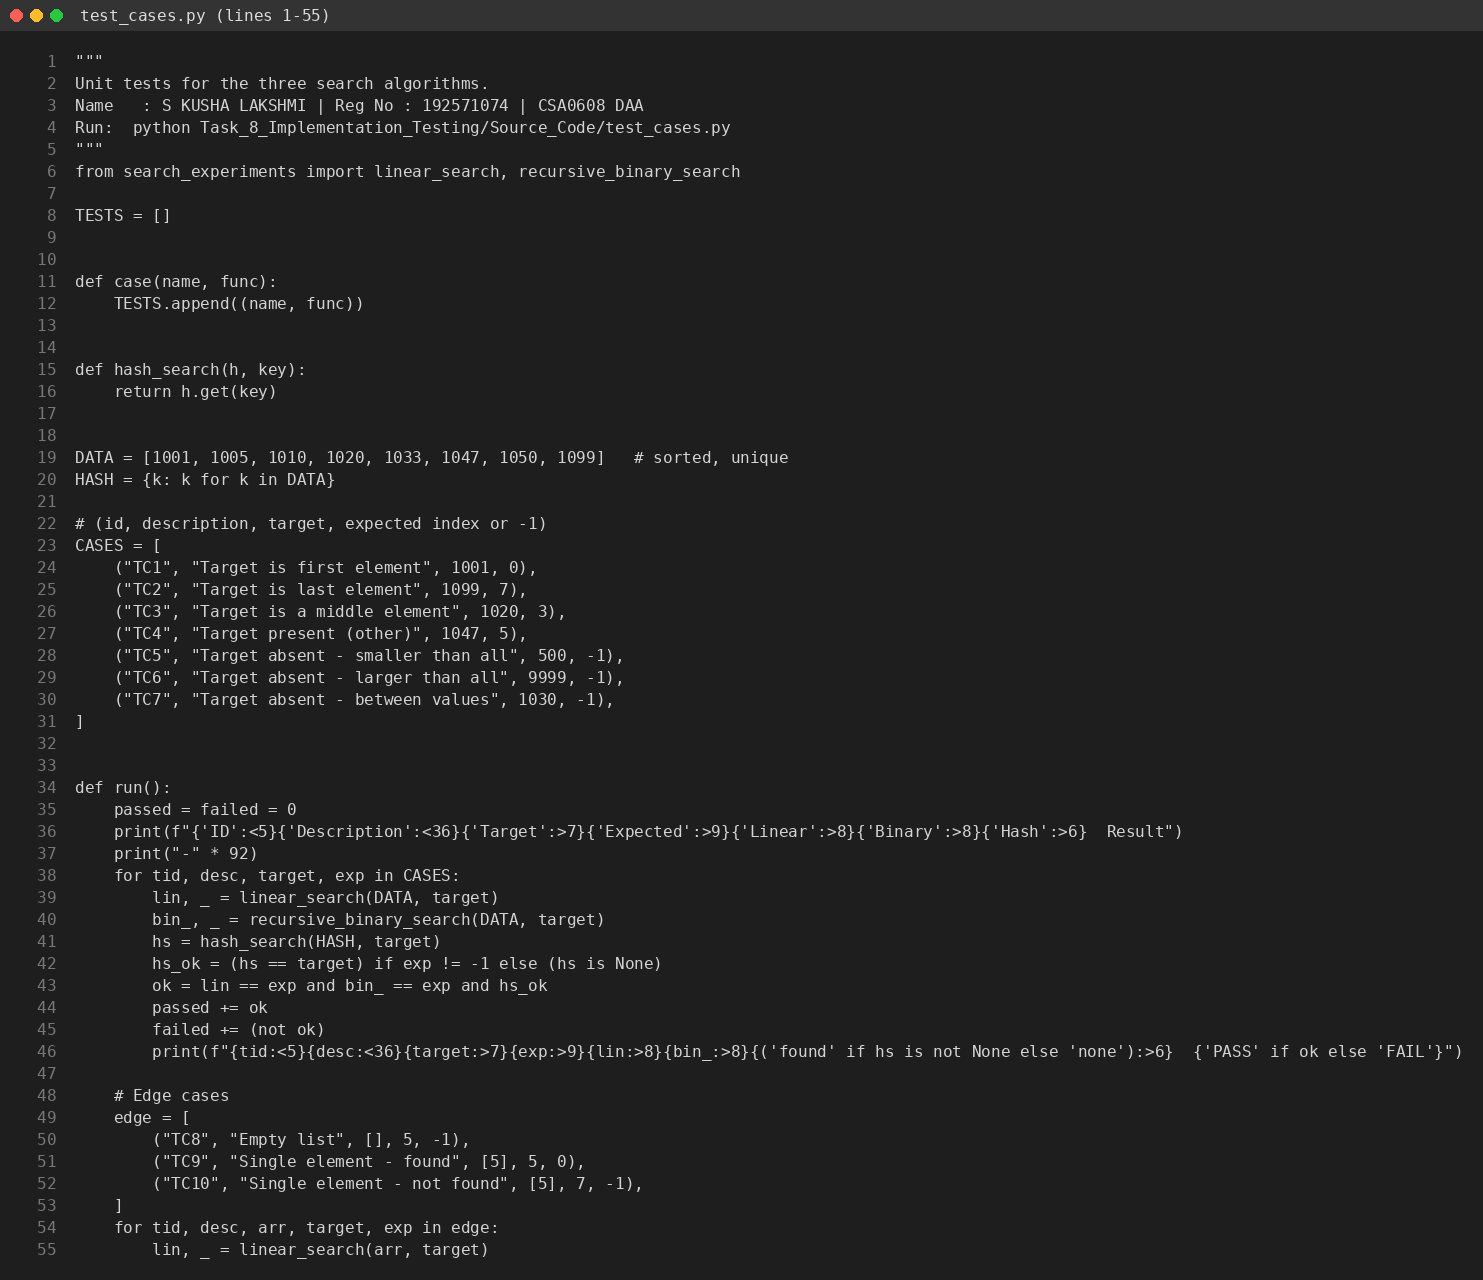 test_cases.py (lines 1-55)
1 """
2 Unit tests for the three search algorithms.
3 Name   : S KUSHA LAKSHMI | Reg No : 192571074 | CSA0608 DAA
4 Run:  python Task_8_Implementation_Testing/Source_Code/test_cases.py
5 """
6 from search_experiments import linear_search, recursive_binary_search
7
8 TESTS = []
9
10
11 def case(name, func):
12     TESTS.append((name, func))
13
14
15 def hash_search(h, key):
16     return h.get(key)
17
18
19 DATA = [1001, 1005, 1010, 1020, 1033, 1047, 1050, 1099]   # sorted, unique
20 HASH = {k: k for k in DATA}
21
22 # (id, description, target, expected index or -1)
23 CASES = [
24     ("TC1", "Target is first element", 1001, 0),
25     ("TC2", "Target is last element", 1099, 7),
26     ("TC3", "Target is a middle element", 1020, 3),
27     ("TC4", "Target present (other)", 1047, 5),
28     ("TC5", "Target absent - smaller than all", 500, -1),
29     ("TC6", "Target absent - larger than all", 9999, -1),
30     ("TC7", "Target absent - between values", 1030, -1),
31 ]
32
33
34 def run():
35     passed = failed = 0
36     print(f"{'ID':<5}{'Description':<36}{'Target':>7}{'Expected':>9}{'Linear':>8}{'Binary':>8}{'Hash':>6}  Result")
37     print("-" * 92)
38     for tid, desc, target, exp in CASES:
39         lin, _ = linear_search(DATA, target)
40         bin_, _ = recursive_binary_search(DATA, target)
41         hs = hash_search(HASH, target)
42         hs_ok = (hs == target) if exp != -1 else (hs is None)
43         ok = lin == exp and bin_ == exp and hs_ok
44         passed += ok
45         failed += (not ok)
46         print(f"{tid:<5}{desc:<36}{target:>7}{exp:>9}{lin:>8}{bin_:>8}{('found' if hs is not None else 'none'):>6}  {'PASS' if ok else 'FAIL'}")
47
48     # Edge cases
49     edge = [
50         ("TC8", "Empty list", [], 5, -1),
51         ("TC9", "Single element - found", [5], 5, 0),
52         ("TC10", "Single element - not found", [5], 7, -1),
53     ]
54     for tid, desc, arr, target, exp in edge:
55         lin, _ = linear_search(arr, target)